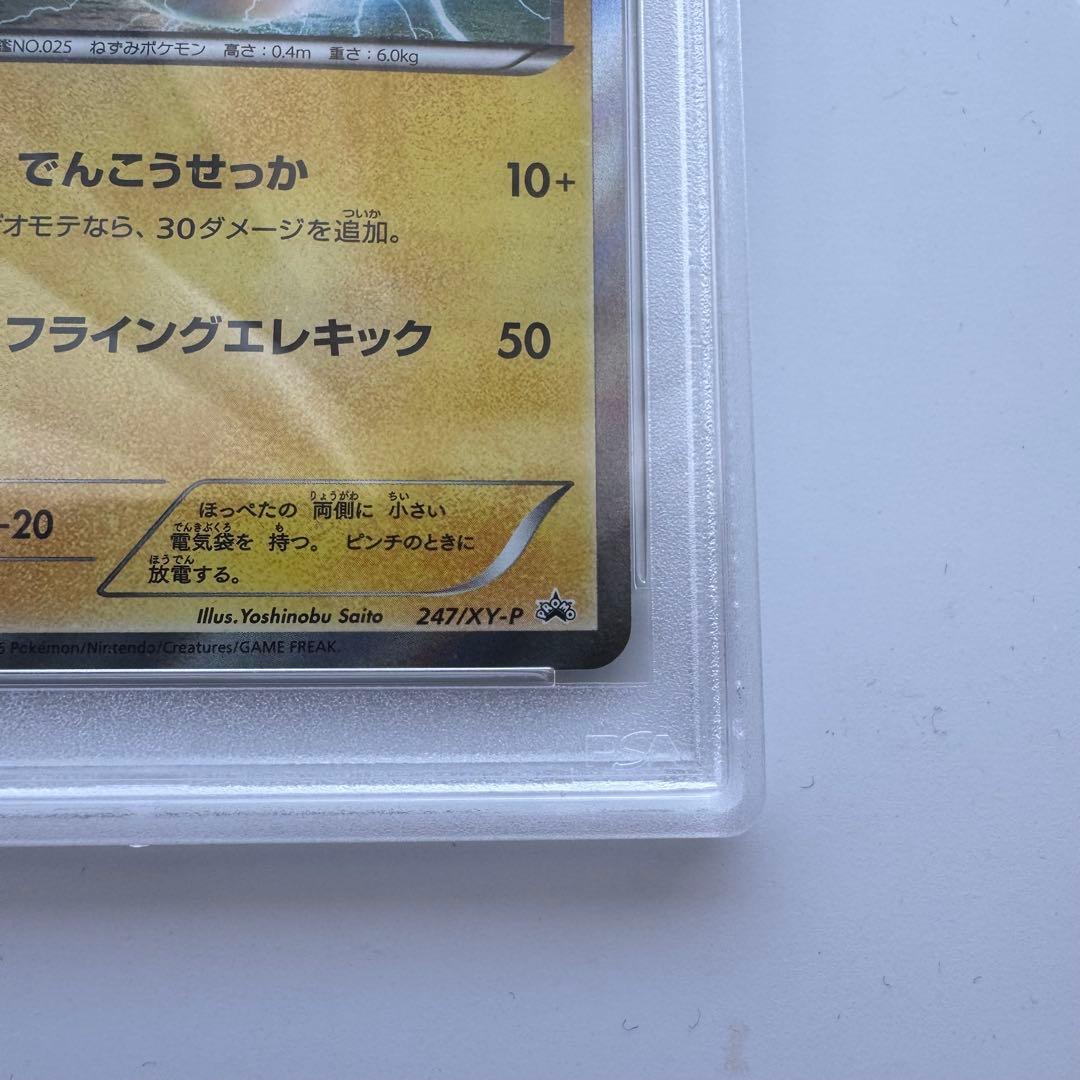 鑑NO.025 ねずみポケモン 高さ:0.4m 重さ:6.0kg
でんこうせっか 10+
オモテなら、30ダメージを追加。
ついか
フライングエレキック 50
-20
ほっぺたの 両側に 小さい
りょうがわ ちい
電気袋を 持つ。 ピンチのときに
でんきぶくろ も
放電する。
ほうでん
Illus.Yoshinobu Saito 247/XY-P PROMO
6 Pokémon/Nintendo/Creatures/GAME FREAK.
PSA